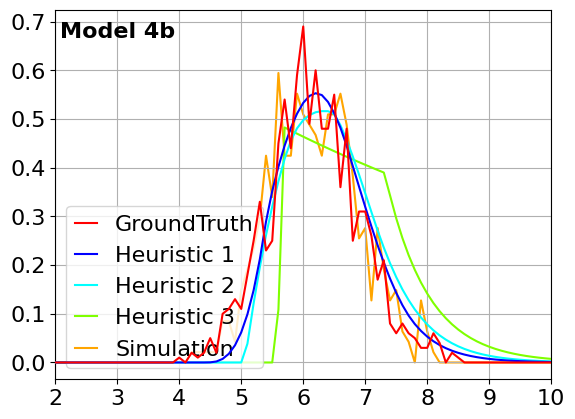 Model 4b
0.7
0.6
0.5
0.4
0.3
0.2
0.1
0.0
GroundTruth
Heuristic 1
Heuristic 2
Heuristic 3
Simulation
2 3 4 5 6 7 8 9 10